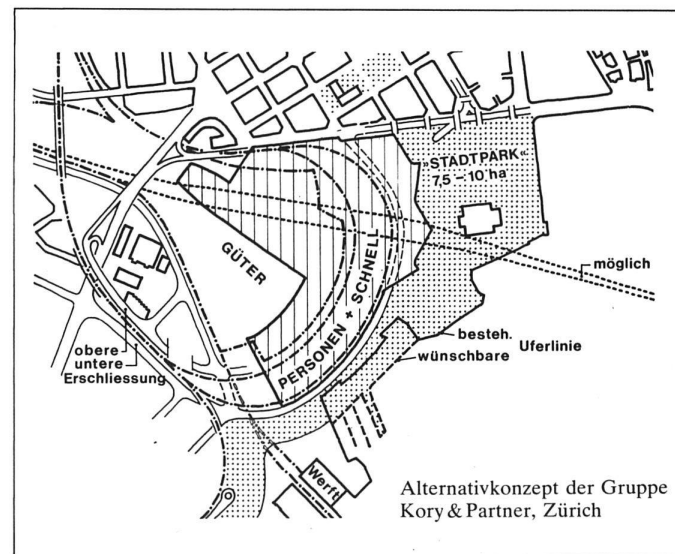 »STADTPARK«
7,5 – 10 ha
GÜTER
PERSONEN + SCHNELL
möglich
obere
untere
Erschliessung
besteh.
wünschbare
Uferlinie
Werft
Alternativkonzept der Gruppe
Kory & Partner, Zürich